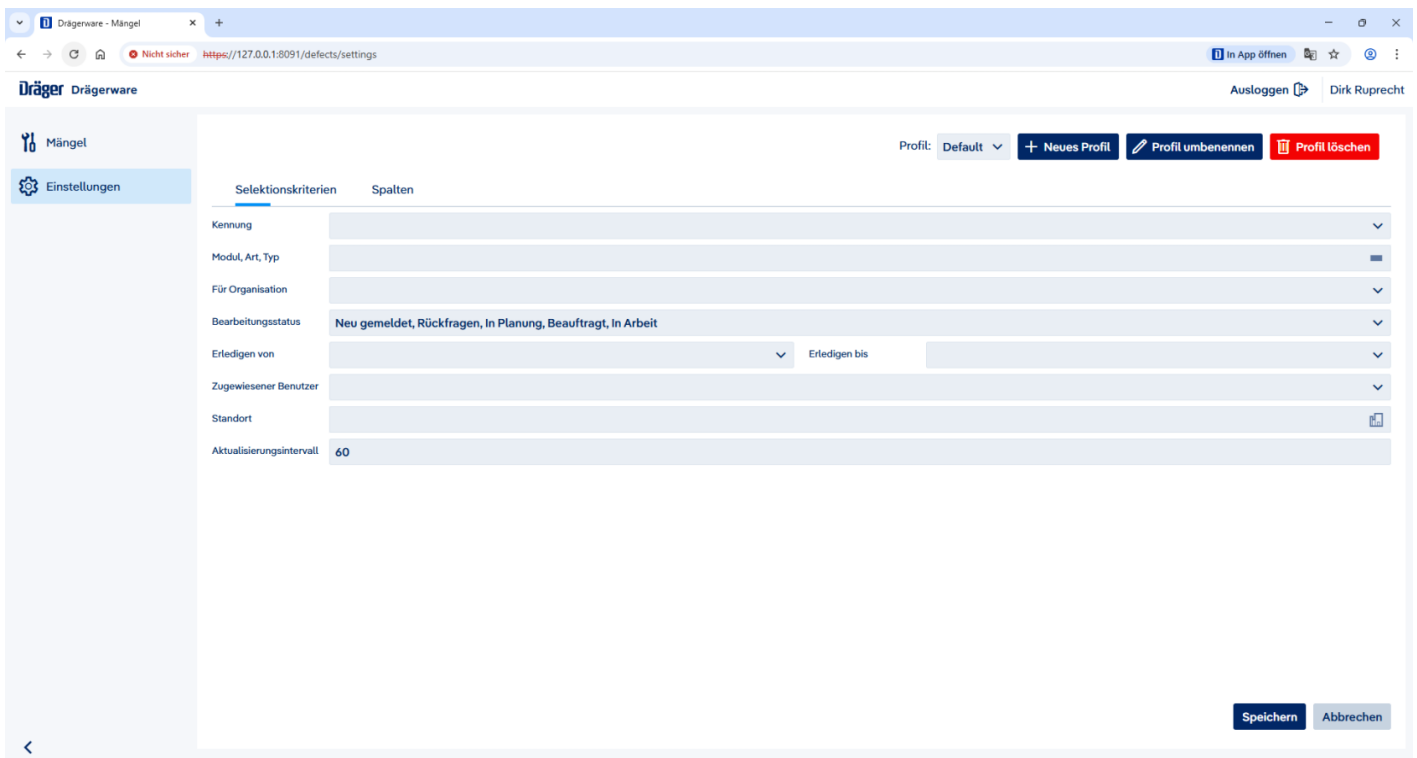 Drägerware - Mängel
Nicht sicher https://127.0.0.1:8091/defects/settings In App öffnen
Dräger Drägerware Ausloggen Dirk Ruprecht
Mängel
Einstellungen
Profil: Default Neues Profil Profil umbenennen Profil löschen
Selektionskriterien Spalten
Kennung
Modul, Art, Typ
Für Organisation
Bearbeitungsstatus Neu gemeldet, Rückfragen, In Planung, Beauftragt, In Arbeit
Erledigen von Erledigen bis
Zugewiesener Benutzer
Standort
Aktualisierungsintervall 60
Speichern Abbrechen